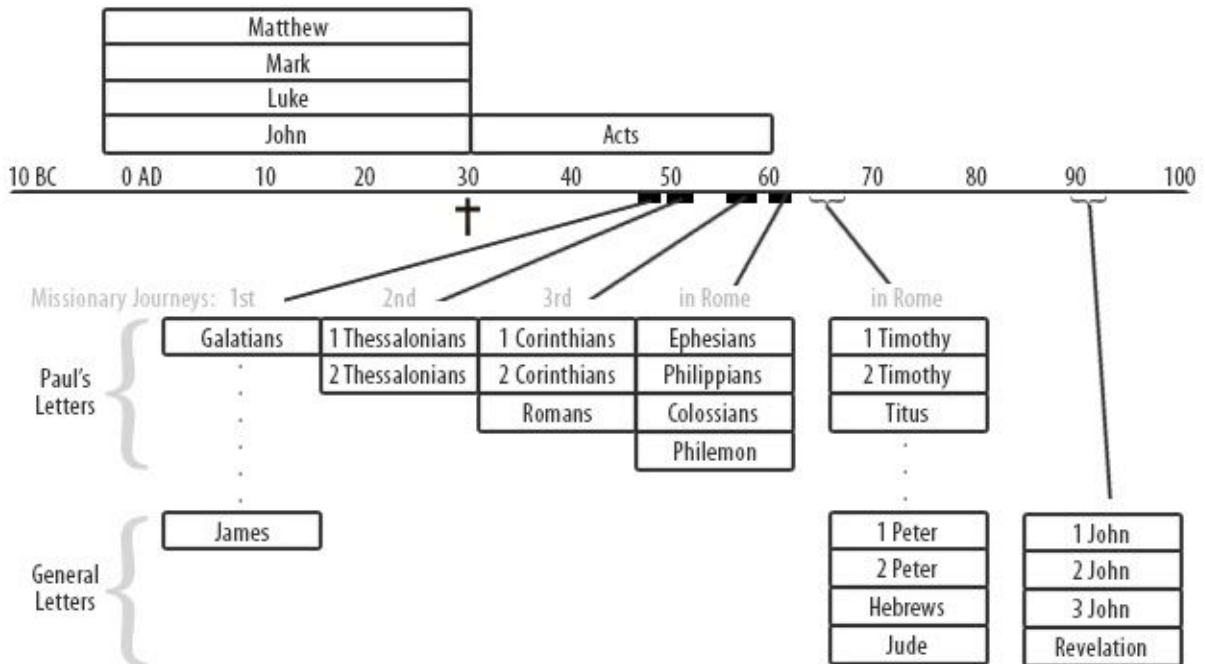 Matthew
Mark
Luke
John Acts
10 BC 0 AD 10 20 30 40 50 60 70 80 90 100
Missionary Journeys: 1st 2nd 3rd in Rome in Rome
Galatians 1 Thessalonians 1 Corinthians Ephesians 1 Timothy
2 Thessalonians 2 Corinthians Philippians 2 Timothy
Paul's
Letters
Romans Colossians Titus
Philemon
James 1 Peter 1 John
2 Peter 2 John
General
Letters
Hebrews 3 John
Jude Revelation